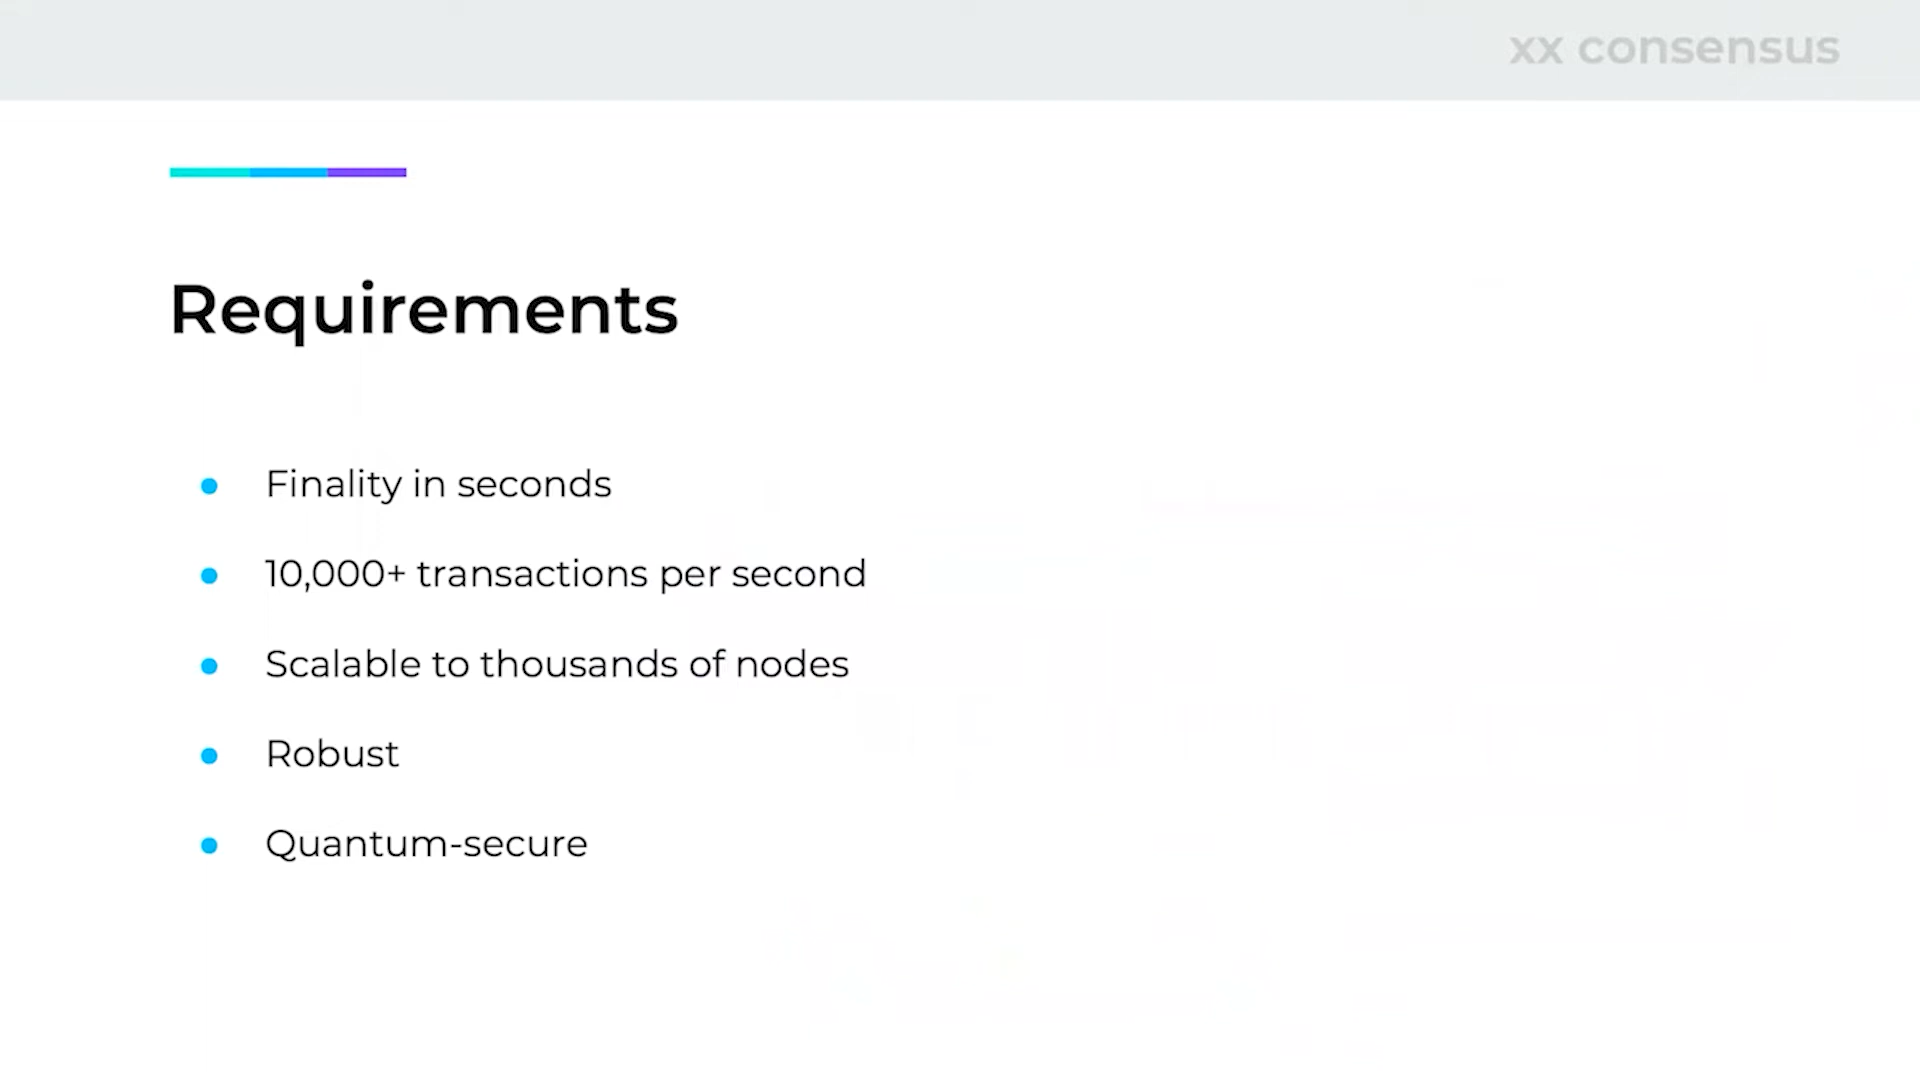 xx consensus
Requirements
Finality in seconds
10,000+ transactions per second
Scalable to thousands of nodes
Robust
Quantum-secure